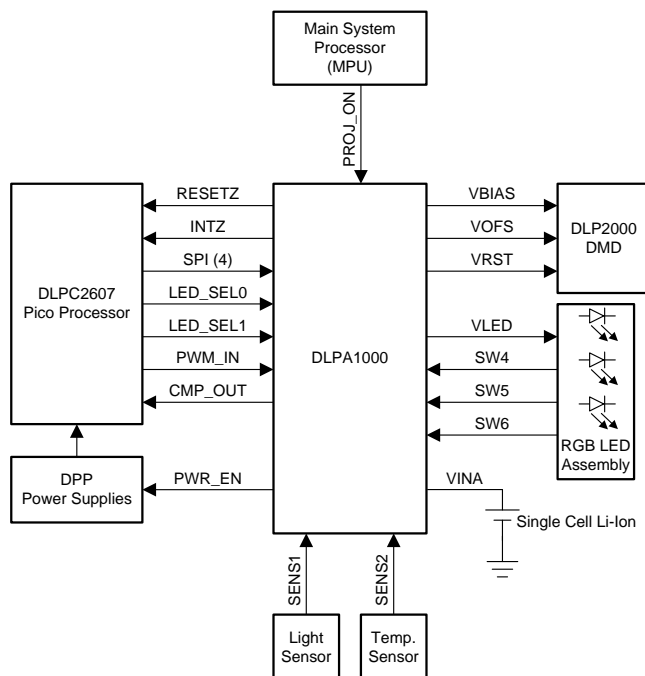 Main System
Processor
(MPU)
PROJ_ON
RESETZ
INTZ
SPI (4)
LED_SEL0
LED_SEL1
PWM_IN
CMP_OUT
PWR_EN
DLPC2607
Pico Processor
DPP
Power Supplies
DLPA1000
VBIAS
VOFS
VRST
VLED
SW4
SW5
SW6
VINA
DLP2000
DMD
RGB LED
Assembly
Single Cell Li-Ion
SENS1
SENS2
Light
Sensor
Temp.
Sensor